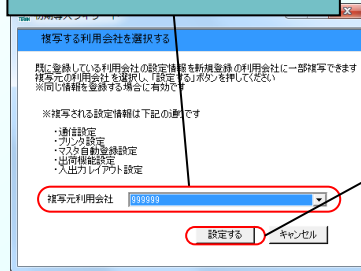 複写する利用会社を選択する
既に登録している利用会社の設定情報を新規登録の利用会社に一部複写できます
複写元の利用会社を選択し、「設定する」ボタンを押してください
※同じ情報を登録する場合に有効です
※複写される設定情報は下記の通りです
・通信設定
・プリンタ設定
・マスタ自動登録設定
・出荷機能設定
・入出力レイアウト設定
複写元利用会社 999999
設定する キャンセル